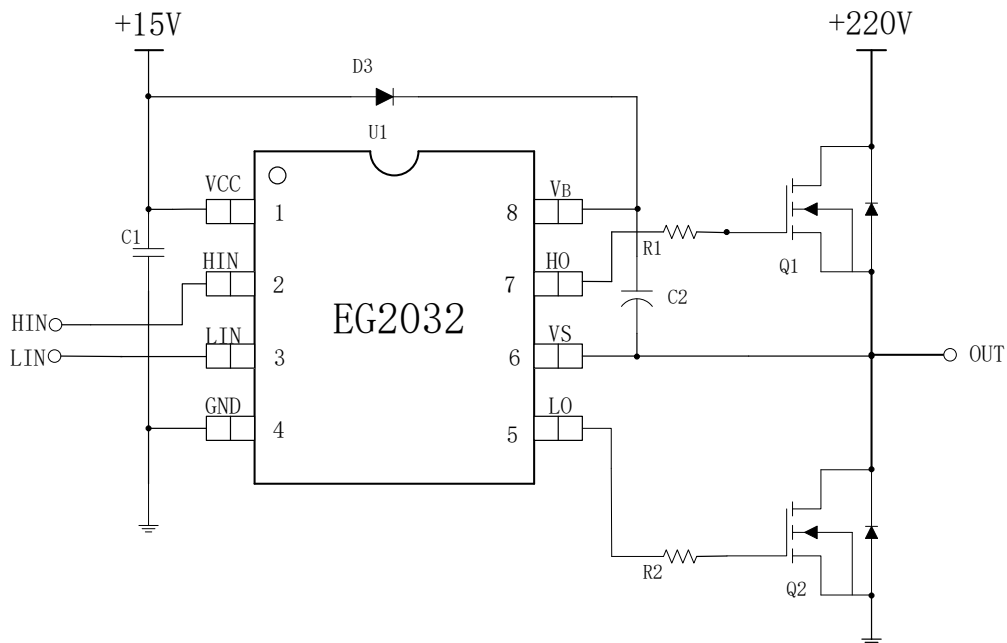 +15V
+220V
D3
U1
VCC
VB
1
8
C1
R1
HIN
HO
Q1
2
7
C2
EG2032
HIN
LIN
VS
LIN
3
6
OUT
GND
LO
4
5
R2
Q2